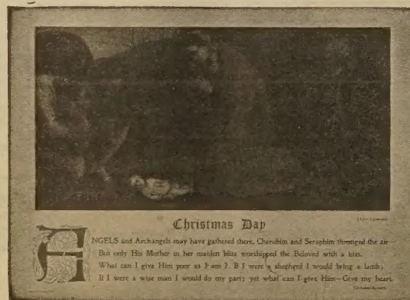 Christmas Day
ANGELS and Archangels may have gathered there, Cherubim and Seraphim thronged the air
But only His Mother in her maiden bliss worshipped the Beloved with a kiss.
What can I give Him poor as I am? If I were a shepherd I would bring a lamb;
If I were a wise man I would do my part; yet what can I give Him—Give my heart.